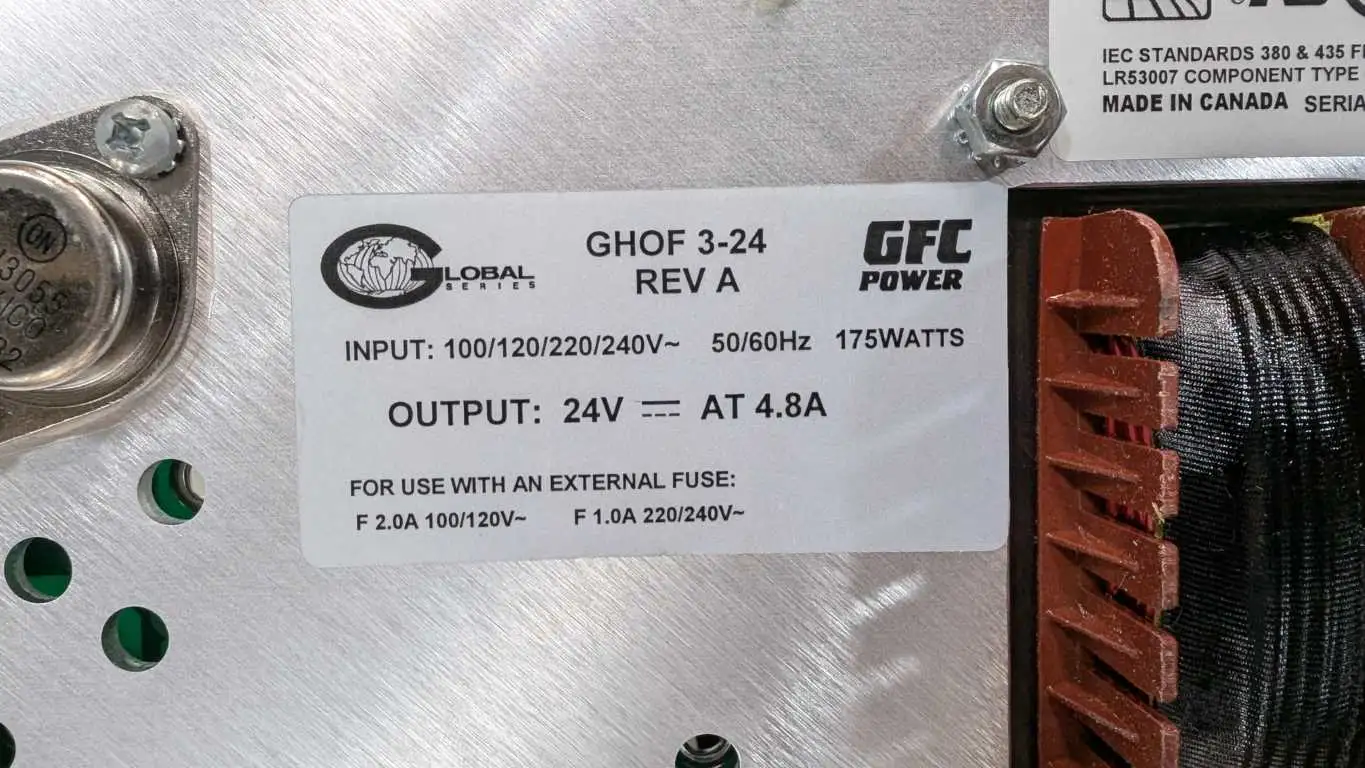 IEC STANDARDS 380 & 435
LR53007 COMPONENT TYPE
MADE IN CANADA
GLOBAL
SERIES
GHOF 3-24
REV A
GFC
POWER
INPUT: 100/120/220/240V~ 50/60Hz 175WATTS
OUTPUT: 24V ⎓ AT 4.8A
FOR USE WITH AN EXTERNAL FUSE:
F 2.0A 100/120V~ F 1.0A 220/240V~
ON
3055